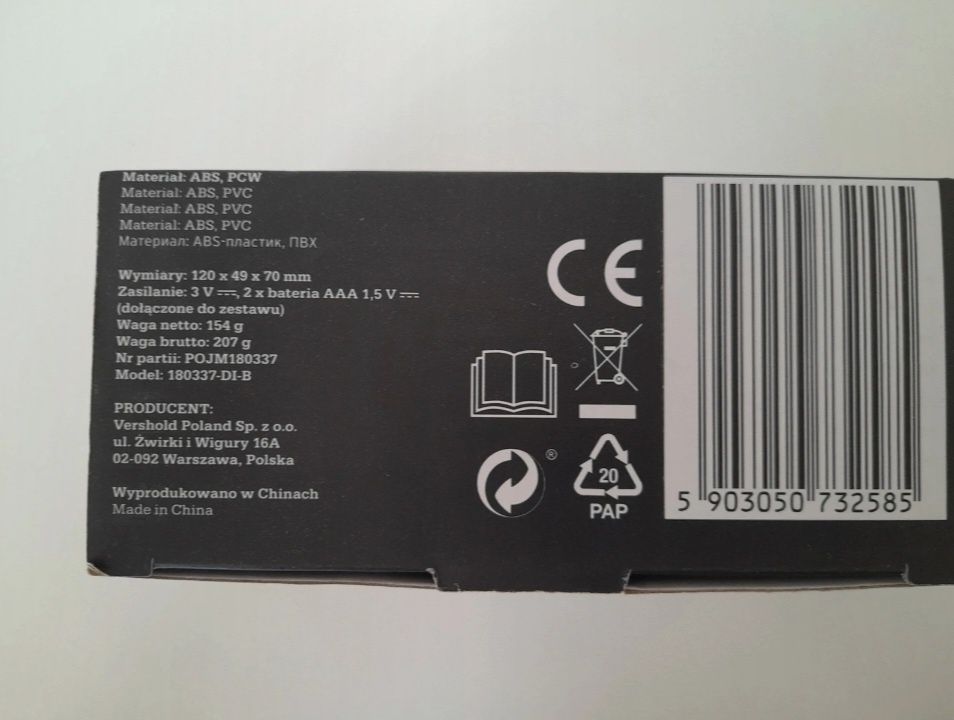 Materiał: ABS, PCW
Material: ABS, PVC
Materiał: ABS, PVC
Material: ABS, PVC
Материал: ABS-пластик, ПВХ
Wymiary: 120 x 49 x 70 mm
Zasilanie: 3 V ⎓, 2 x bateria AAA 1,5 V ⎓
(dołączone do zestawu)
Waga netto: 154 g
Waga brutto: 207 g
Nr partii: POJM180337
Model: 180337-DI-B
PRODUCENT:
Vershold Poland Sp. z o.o.
ul. Żwirki i Wigury 16A
02-092 Warszawa, Polska
Wyprodukowano w Chinach
Made in China
CE
®
20
PAP
5 903050 732585